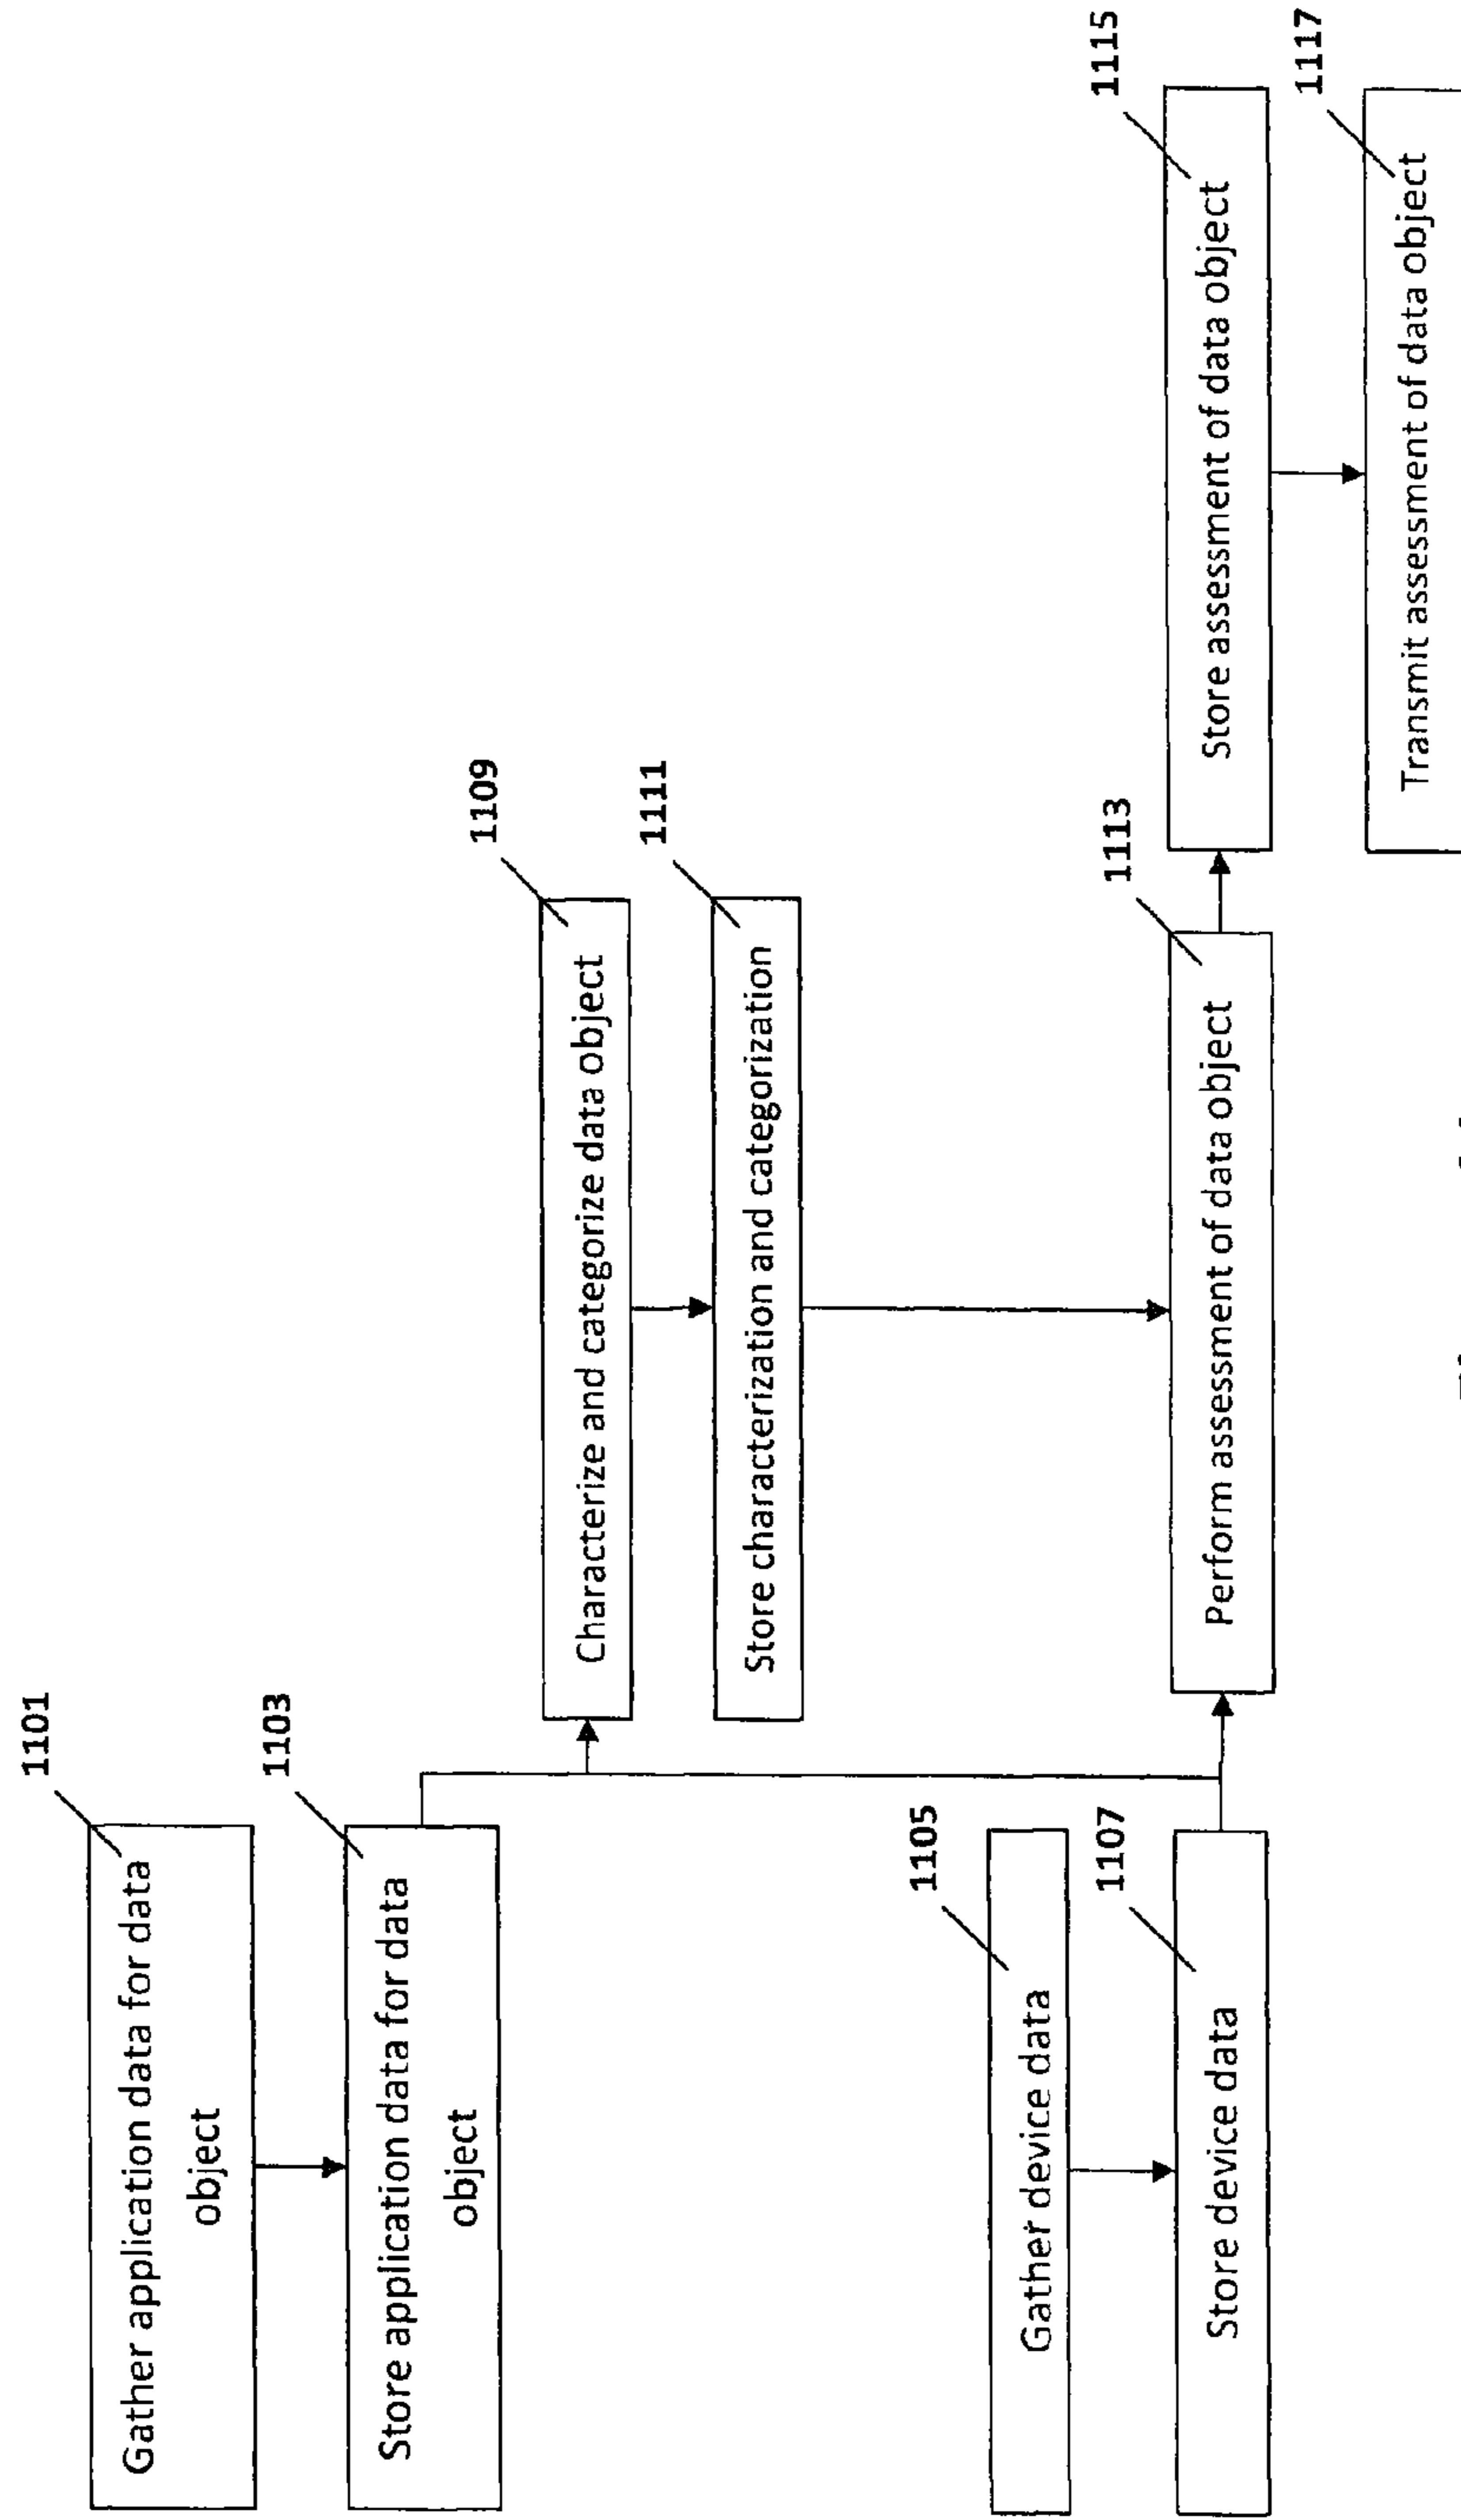 1101
Gather application data for data
object
1103
Store application data for data
object
1105
Gather device data
1107
Store device data
1109
Characterize and categorize data object
1111
Store characterization and categorization
1113
Perform assessment of data object
1115
Store assessment of data object
1117
Transmit assessment of data object